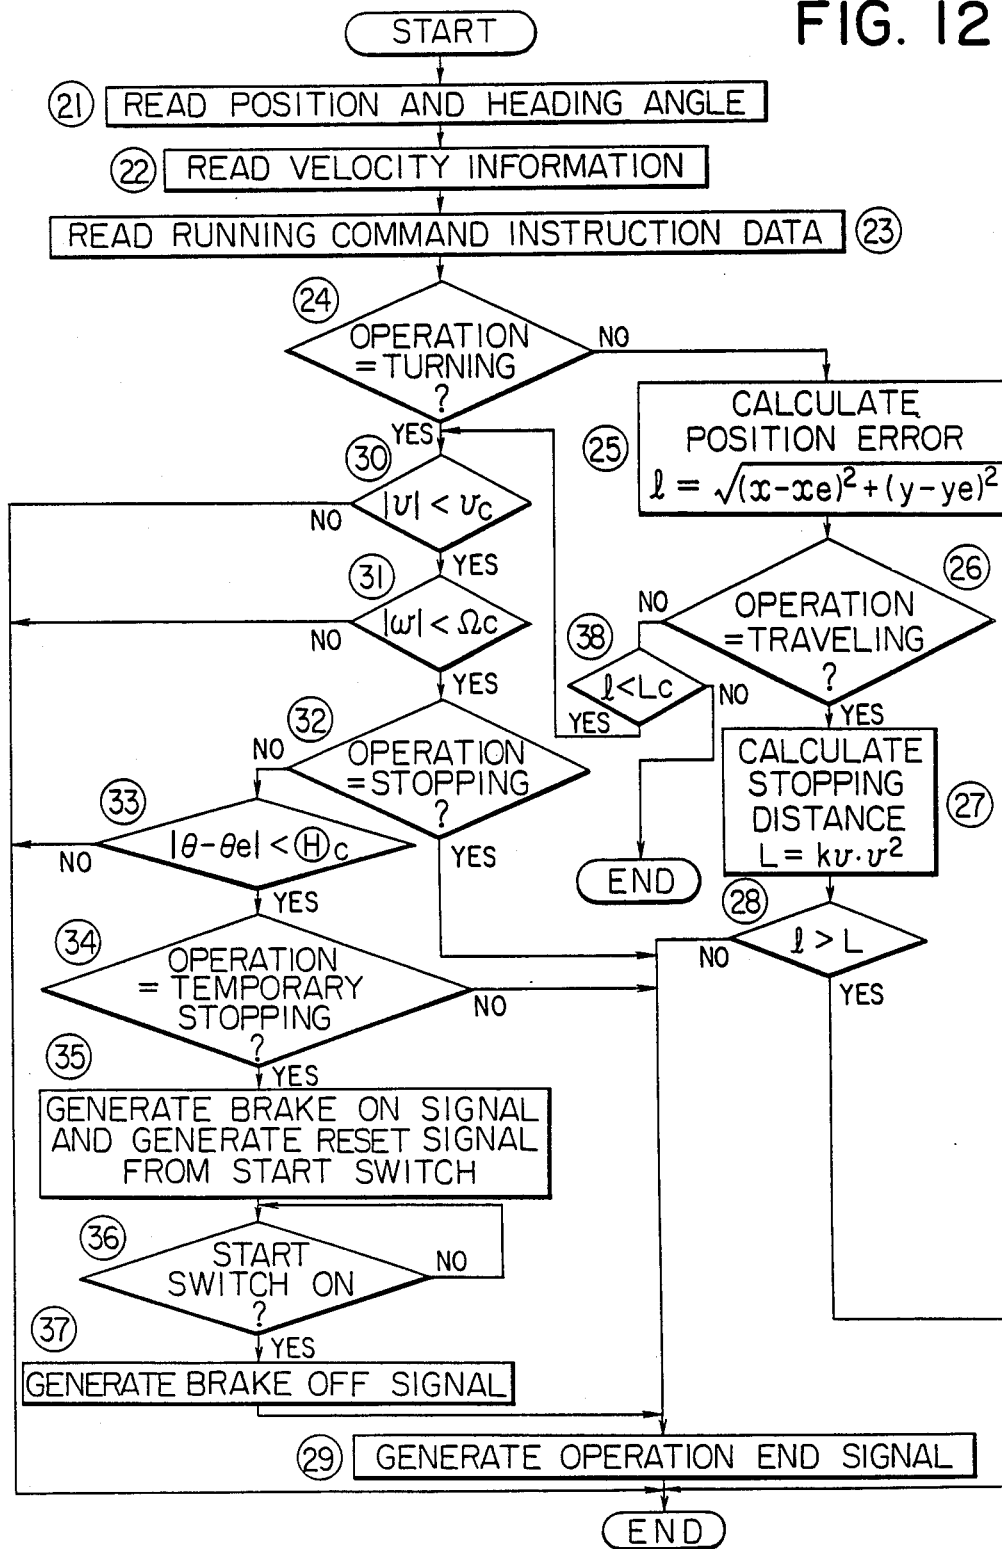 FIG. 12
START
21 READ POSITION AND HEADING ANGLE
22 READ VELOCITY INFORMATION
READ RUNNING COMMAND INSTRUCTION DATA 23
24
OPERATION
= TURNING
?
NO
YES
25
CALCULATE
POSITION ERROR
ℓ = √(x-xe)²+(y-ye)²
30
|v| < vc
NO
YES
31
|ω| < Ωc
NO
YES
26
OPERATION
=TRAVELING
?
NO
YES
38
ℓ<Lc
NO
YES
32
OPERATION
=STOPPING
?
NO
YES
27
CALCULATE
STOPPING
DISTANCE
L = kv·v²
33
|θ-θe| < Ⓗc
NO
YES
END
28
ℓ > L
NO
YES
34
OPERATION
= TEMPORARY
STOPPING
?
NO
YES
35
GENERATE BRAKE ON SIGNAL
AND GENERATE RESET SIGNAL
FROM START SWITCH
36
START
SWITCH ON
?
NO
YES
37
GENERATE BRAKE OFF SIGNAL
29 GENERATE OPERATION END SIGNAL
END